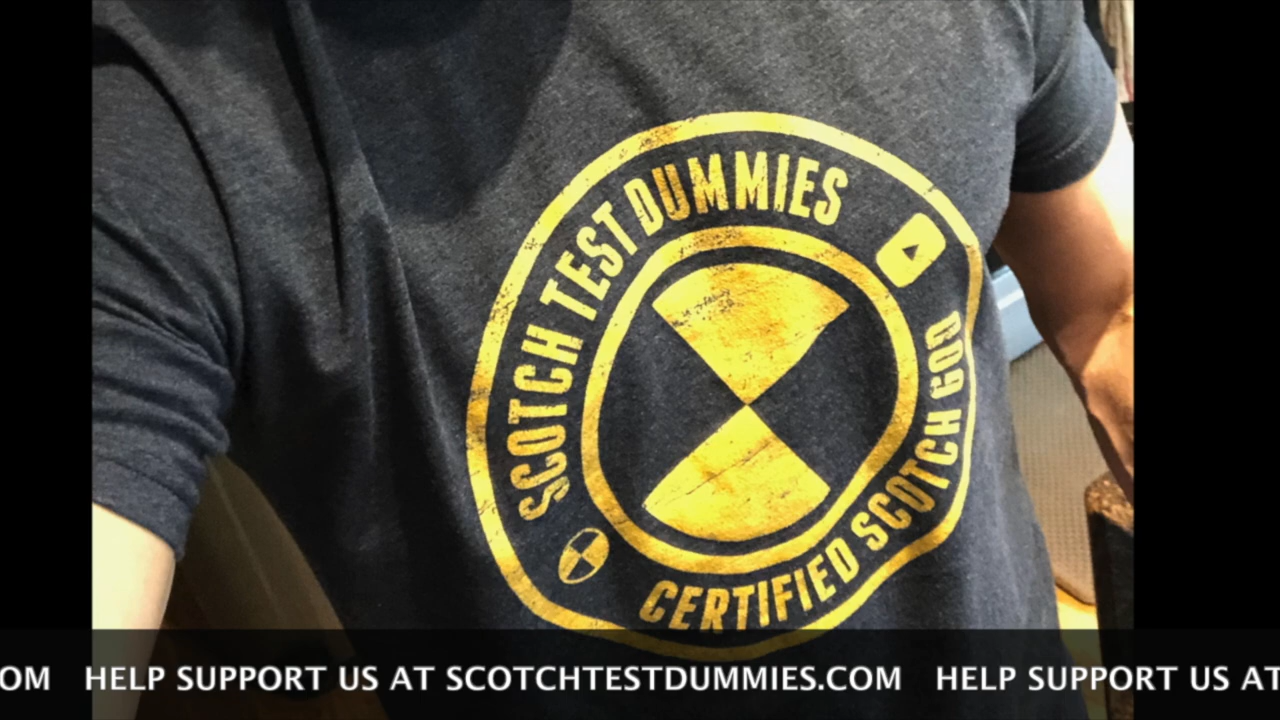 SCOTCH TEST DUMMIES
CERTIFIED SCOTCH GOD
OM HELP SUPPORT US AT SCOTCHTESTDUMMIES.COM HELP SUPPORT US AT